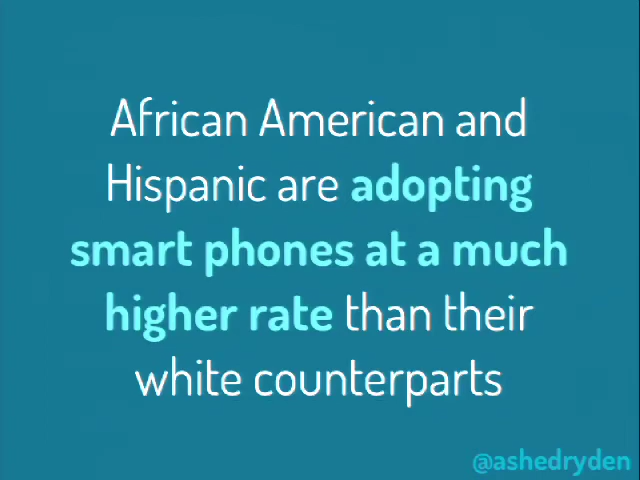 African American and
Hispanic are adopting
smart phones at a much
higher rate than their
white counterparts
@ashedryden